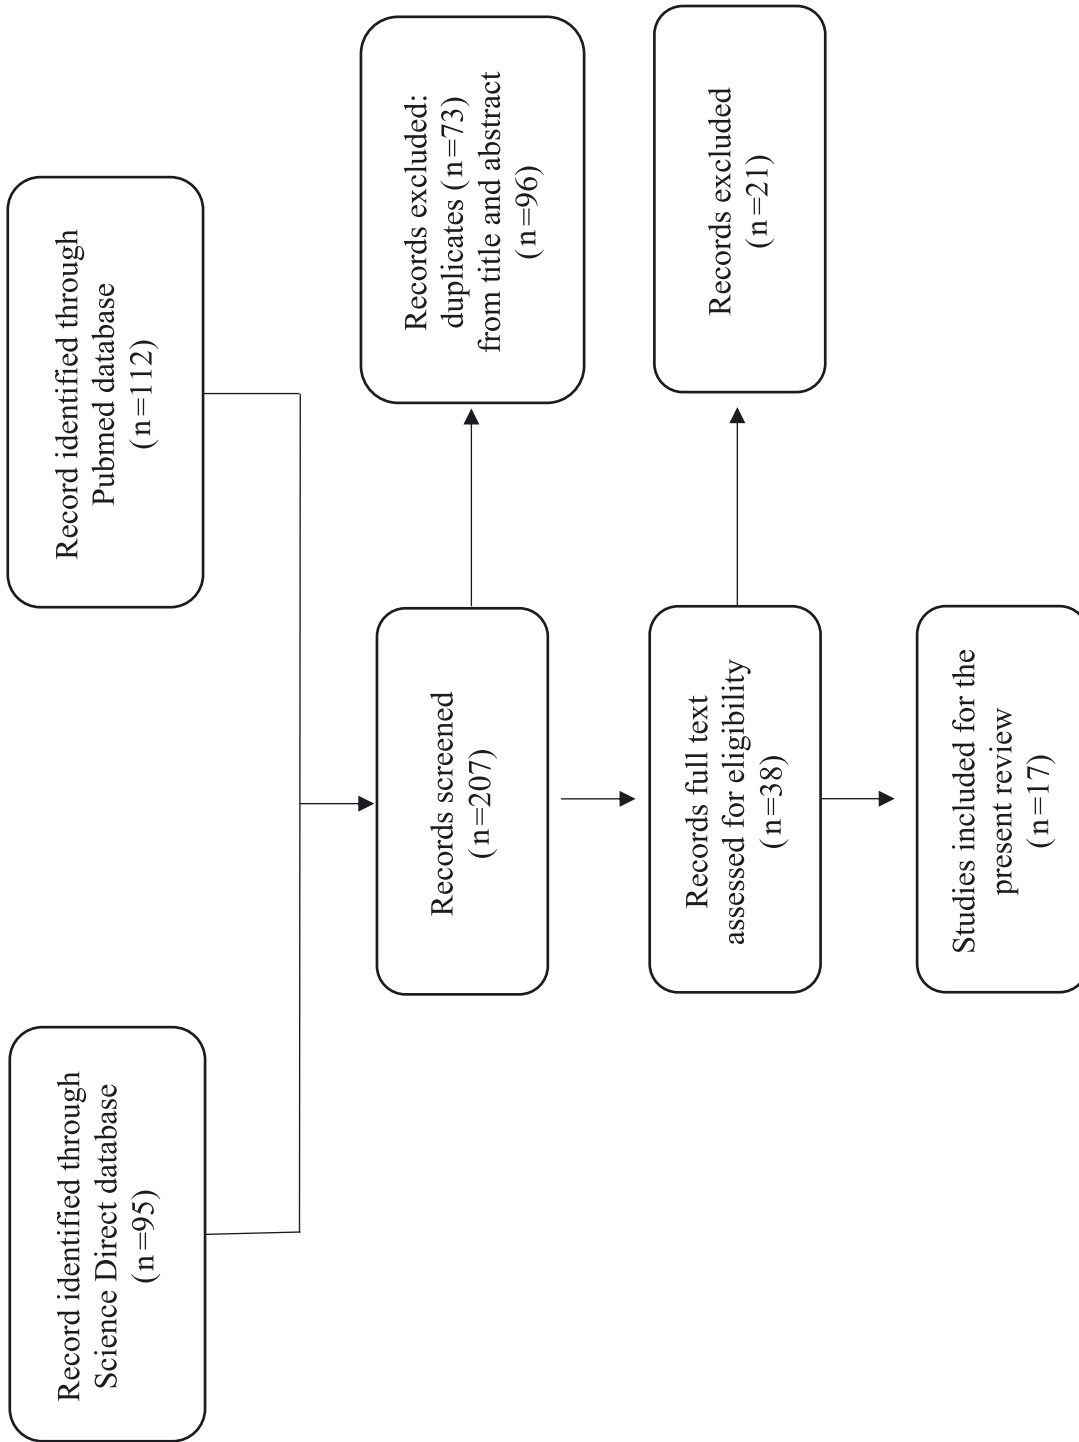 Record identified through
Science Direct database
(n=95)
Record identified through
Pubmed database
(n=112)
Records screened
(n=207)
Records excluded:
duplicates (n=73)
from title and abstract
(n=96)
Records full text
assessed for eligibility
(n=38)
Records excluded
(n=21)
Studies included for the
present review
(n=17)